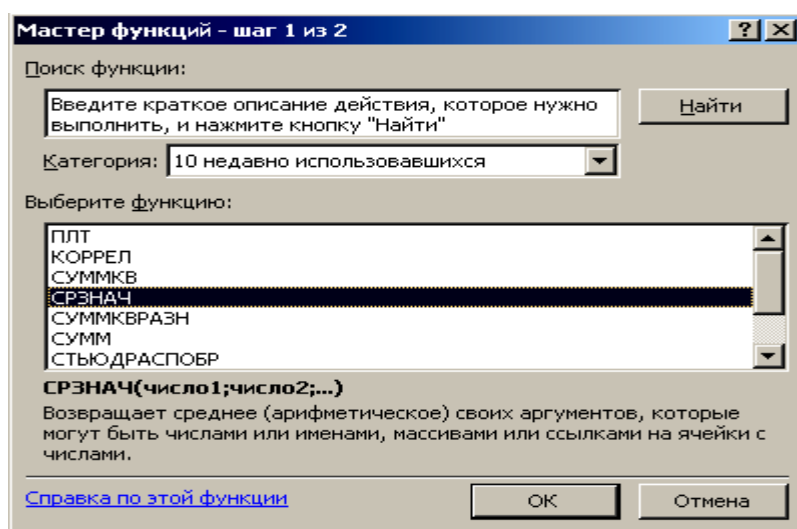 Мастер функций - шаг 1 из 2
Поиск функции:
Введите краткое описание действия, которое нужно
выполнить, и нажмите кнопку "Найти"
Найти
Категория: 10 недавно использовавшихся
Выберите функцию:
ПЛТ
КОРРЕЛ
СУММКВ
СРЗНАЧ
СУММКВРАЗН
СУММ
СТЬЮДРАСПОБР
СРЗНАЧ(число1;число2;...)
Возвращает среднее (арифметическое) своих аргументов, которые
могут быть числами или именами, массивами или ссылками на ячейки с
числами.
Справка по этой функции
ОК
Отмена